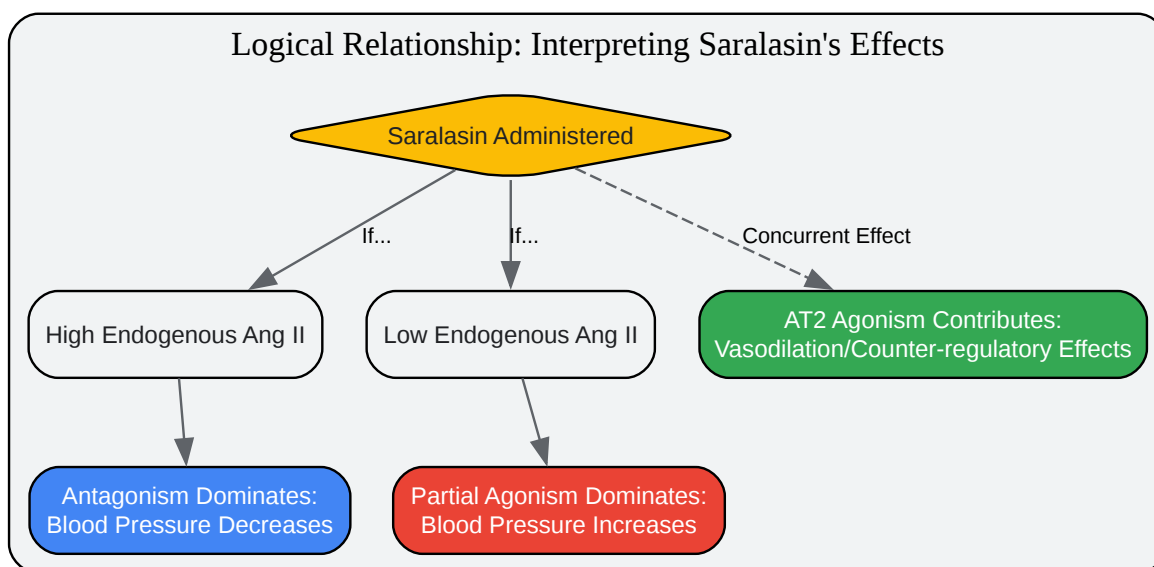 Logical Relationship: Interpreting Saralasin's Effects
Saralasin Administered
If...
If...
Concurrent Effect
High Endogenous Ang II
Low Endogenous Ang II
AT2 Agonism Contributes:
Vasodilation/Counter-regulatory Effects
Antagonism Dominates:
Blood Pressure Decreases
Partial Agonism Dominates:
Blood Pressure Increases